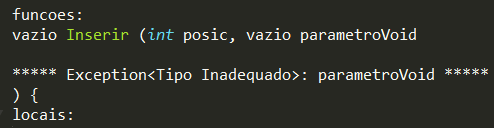 funcoes:
vazio Inserir (int posic, vazio parametroVoid
***** Exception<Tipo Inadequado>: parametroVoid *****
) {
locais: